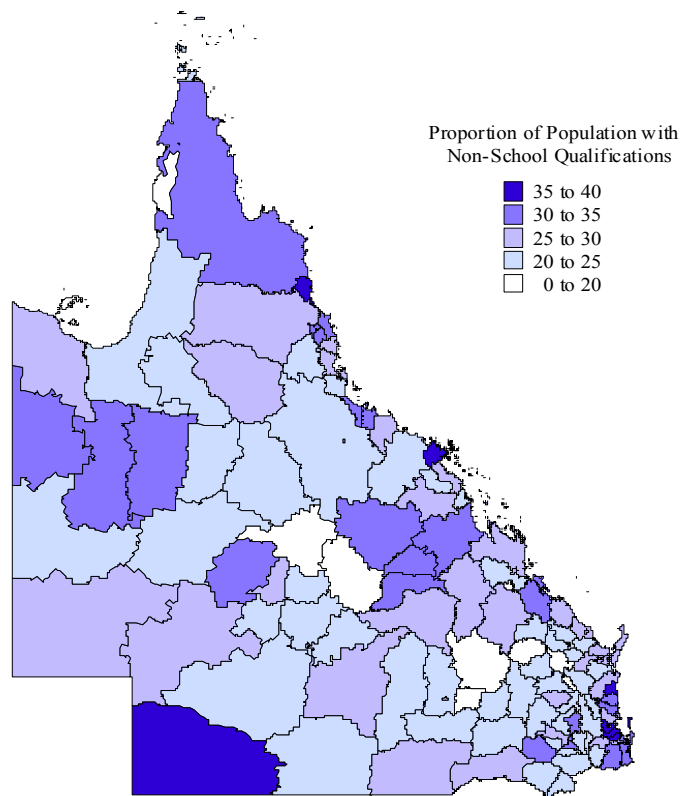 Proportion of Population with
Non-School Qualifications
35 to 40
30 to 35
25 to 30
20 to 25
0 to 20